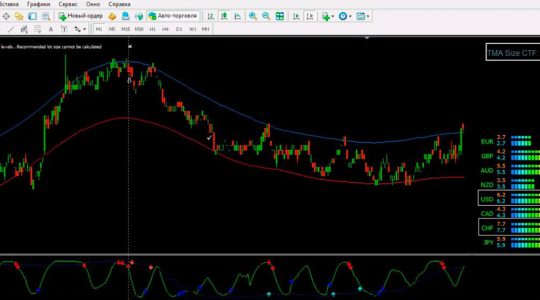 вставка Графики Сервис Окно Справка
Новый ордер Авто-торговля
M1 M5 M15 M30 H1 H4 D1 W1 MN
levels...Recommended lot size cannot be calculated
TMA Size CTF
EUR 2.7 2.7
GBP 4.2 4.2
AUD 5.5 5.5
NZD 3.5 3.5
USD 6.2 6.2
CAD 4.3 4.3
CHF 7.7 7.7
JPY 5.9 5.9